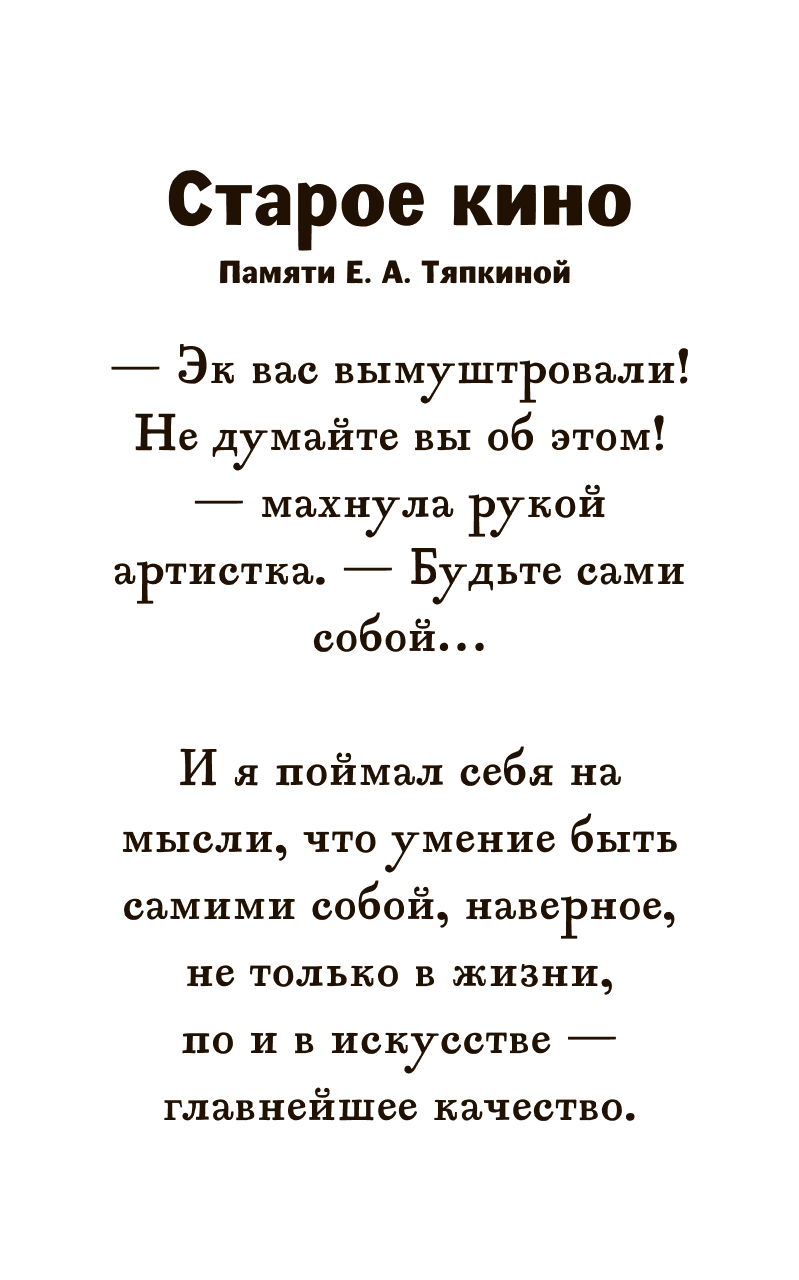 Старое кино
Памяти Е. А. Тяпкиной
— Эк вас вымуштровали!
Не думайте вы об этом!
— махнула рукой
артистка. — Будьте сами
собой...
И я поймал себя на
мысли, что умение быть
самими собой, наверное,
не только в жизни,
по и в искусстве —
главнейшее качество.